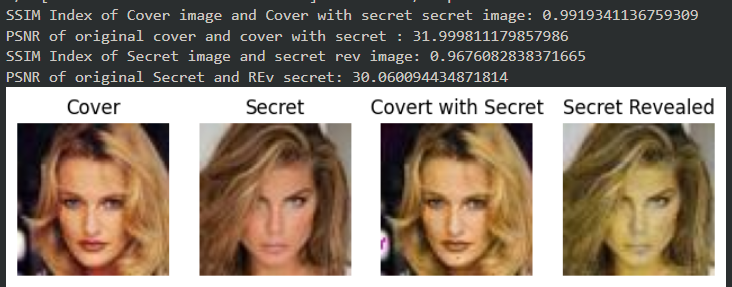 SSIM Index of Cover image and Cover with secret secret image: 0.9919341136759309
PSNR of original cover and cover with secret : 31.999811179857986
SSIM Index of Secret image and secret rev image: 0.9676082838371665
PSNR of original Secret and REv secret: 30.060094434871814
Cover Secret Covert with Secret Secret Revealed